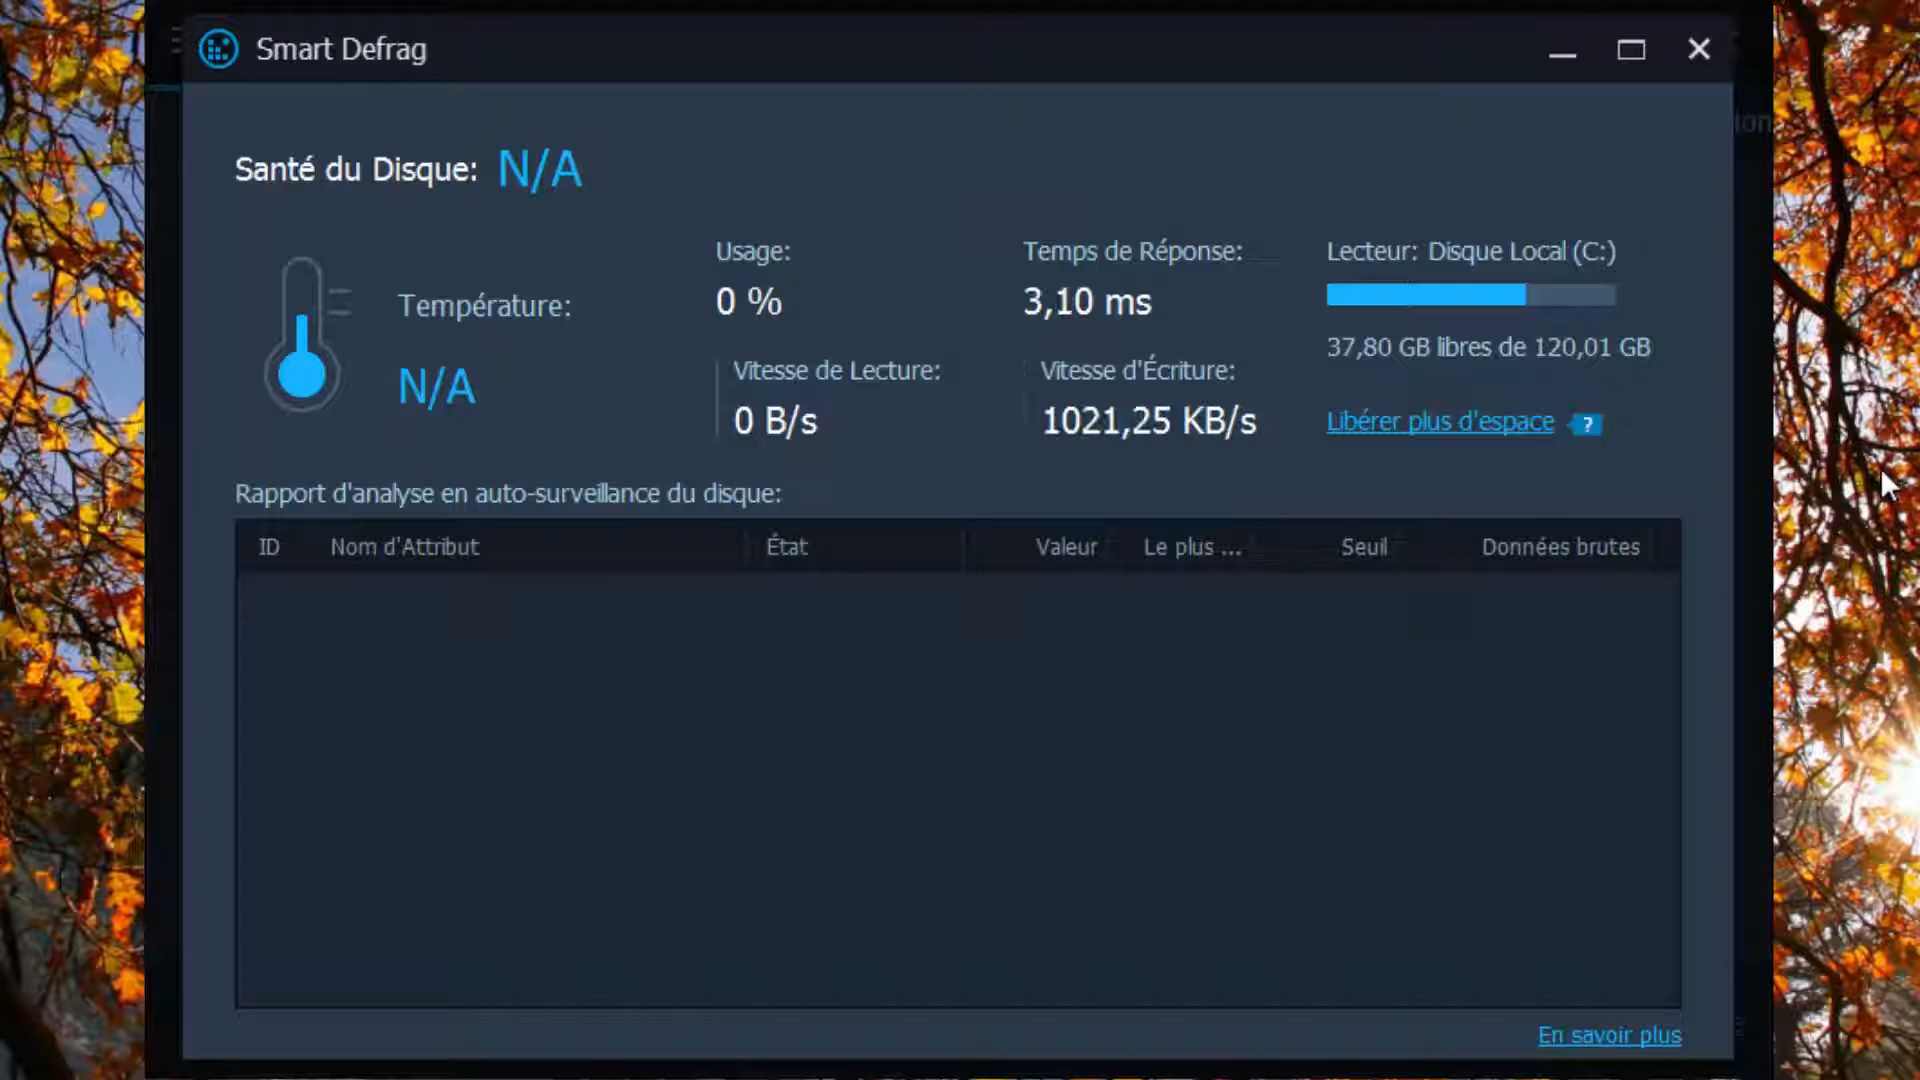 Smart Defrag
Santé du Disque: N/A
Température:
N/A
Usage:
0 %
Temps de Réponse:
3,10 ms
Vitesse de Lecture:
0 B/s
Vitesse d'Écriture:
1021,25 KB/s
Lecteur: Disque Local (C:)
37,80 GB libres de 120,01 GB
Libérer plus d'espace ?
Rapport d'analyse en auto-surveillance du disque:
ID Nom d'Attribut État Valeur Le plus ... Seuil Données brutes
En savoir plus